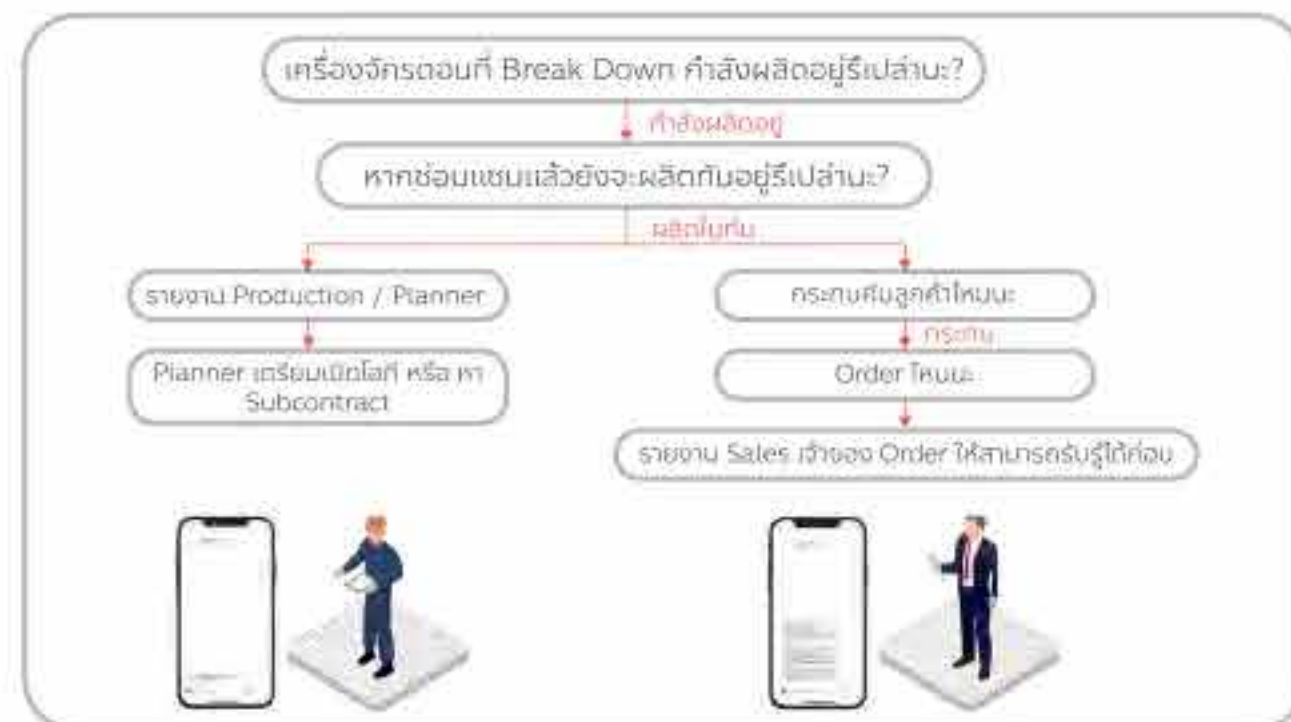 เครื่องจักรตอนที่ Break Down กำลังผลิตอยู่รึเปล่านะ?
กำลังผลิตอยู่
หากซ่อมแซมแล้วยังจะผลิตทันอยู่รึเปล่านะ?
ผลิตไม่ทัน
รายงาน Production / Planner
กระทบกับลูกค้าไหนนะ
กระทบ
Planner เตรียมเปิดโอที หรือ หา
Subcontract
Order ไหนนะ
รายงาน Sales เจ้าของ Order ให้สามารถรับรู้ได้ก่อน